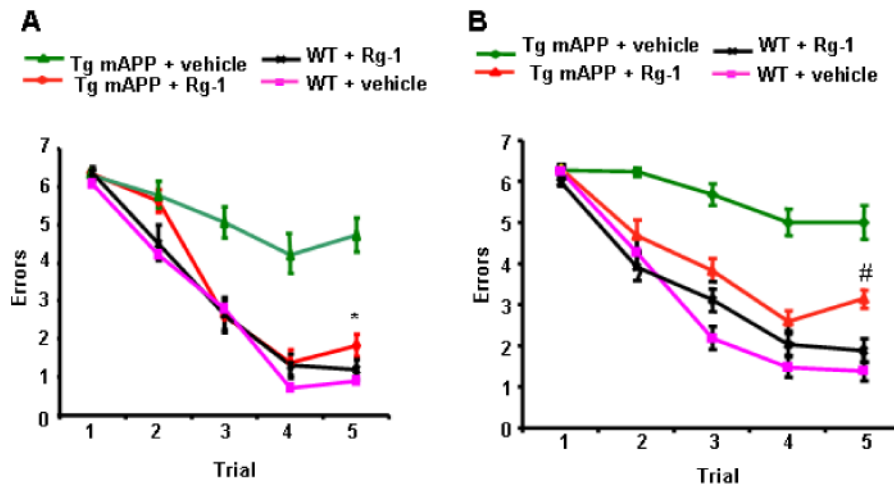 A
Tg mAPP + vehicle
WT + Rg-1
Tg mAPP + Rg-1
WT + vehicle
7
6
5
4
3
2
1
0
Errors
1 2 3 4 5
Trial
*
B
Tg mAPP + vehicle
WT + Rg-1
Tg mAPP + Rg-1
WT + vehicle
7
6
5
4
3
2
1
0
Errors
1 2 3 4 5
Trial
#